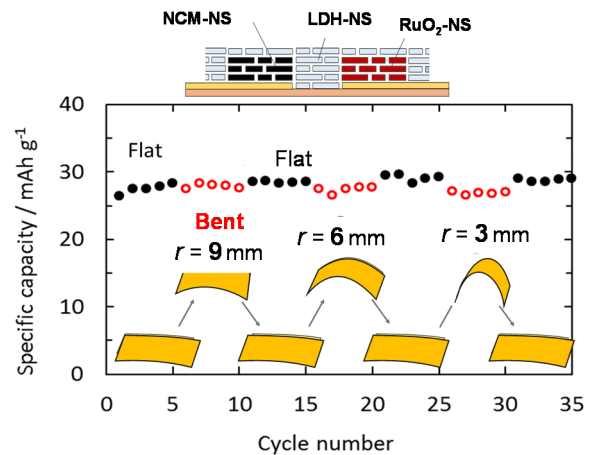 NCM-NS
LDH-NS
RuO₂-NS
40
30
20
10
0
Specific capacity / mAh g⁻¹
Flat
Flat
Bent
r = 9 mm
r = 6 mm
r = 3 mm
0 5 10 15 20 25 30 35
Cycle number